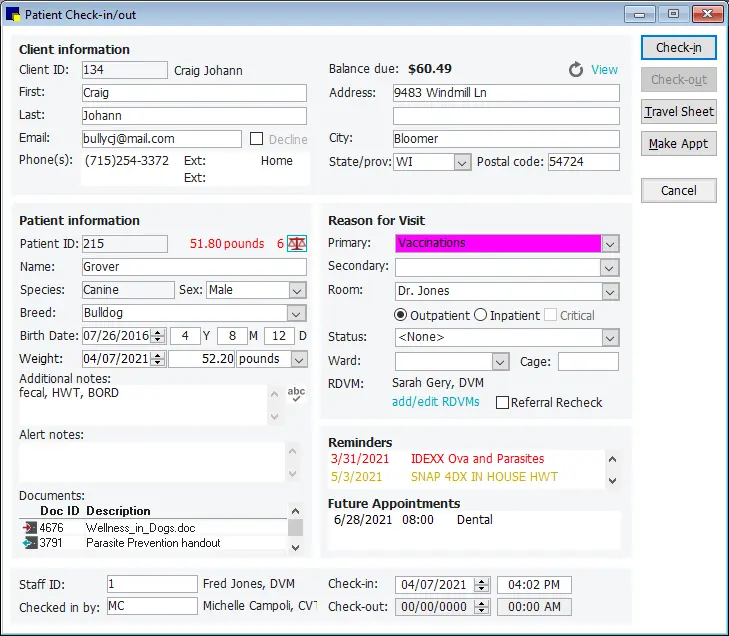 Patient Check-in/out
Client information
Client ID: 134 Craig Johann
First: Craig
Last: Johann
Email: bullycj@mail.com Decline
Phone(s): (715)254-3372 Ext: Home
Ext:
Balance due: $60.49 View
Address: 9483 Windmill Ln
City: Bloomer
State/prov: WI Postal code: 54724
Check-in
Check-out
Travel Sheet
Make Appt
Cancel
Patient information
Patient ID: 215 51.80 pounds 6
Name: Grover
Species: Canine Sex: Male
Breed: Bulldog
Birth Date: 07/26/2016 4 Y 8 M 12 D
Weight: 04/07/2021 52.20 pounds
Additional notes:
fecal, HWT, BORD
abc
Alert notes:
Documents:
Doc ID Description
4676 Wellness_in_Dogs.doc
3791 Parasite Prevention handout
Reason for Visit
Primary: Vaccinations
Secondary:
Room: Dr. Jones
Outpatient Inpatient Critical
Status: <None>
Ward: Cage:
RDVM: Sarah Gery, DVM
add/edit RDVMs Referral Recheck
Reminders
3/31/2021 IDEXX Ova and Parasites
5/3/2021 SNAP 4DX IN HOUSE HWT
Future Appointments
6/28/2021 08:00 Dental
Staff ID: 1 Fred Jones, DVM
Checked in by: MC Michelle Campoli, CVT
Check-in: 04/07/2021 04:02 PM
Check-out: 00/00/0000 00:00 AM